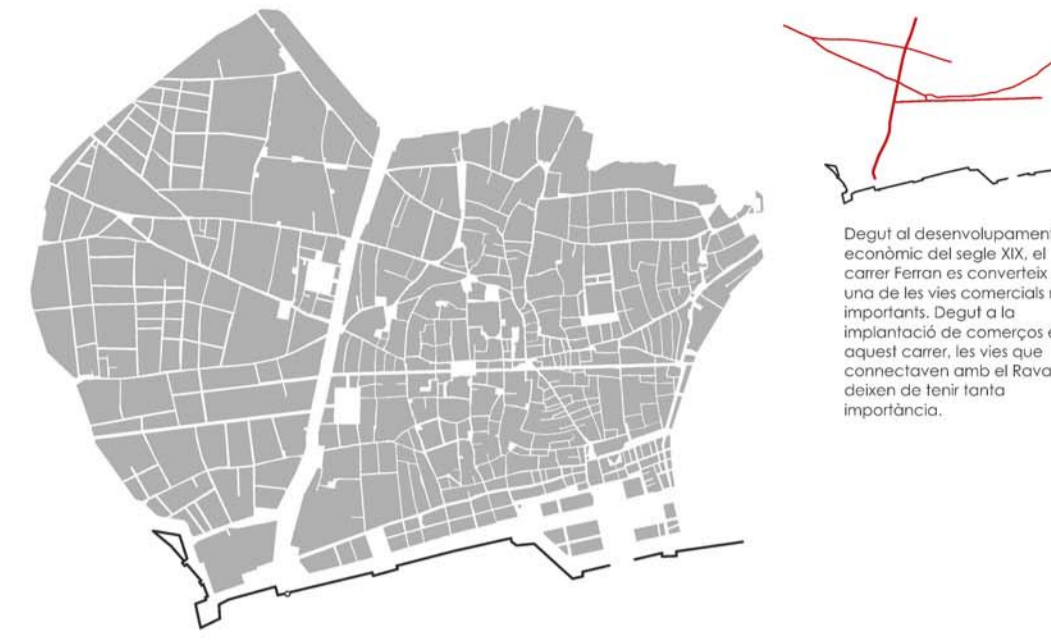 Degut al desenvolupament
econòmic del segle XIX, el
carrer Ferran es converteix
una de les vies comercials
importants. Degut a la
implantació de comerços
aquest carrer, les vies que
connectaven amb el Rava
deixen de tenir tanta
importància.